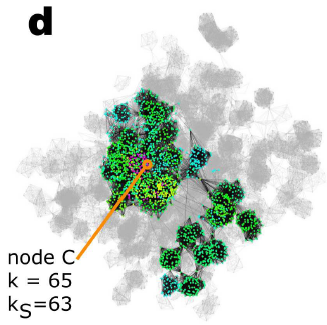 d
node C
k = 65
kS=63